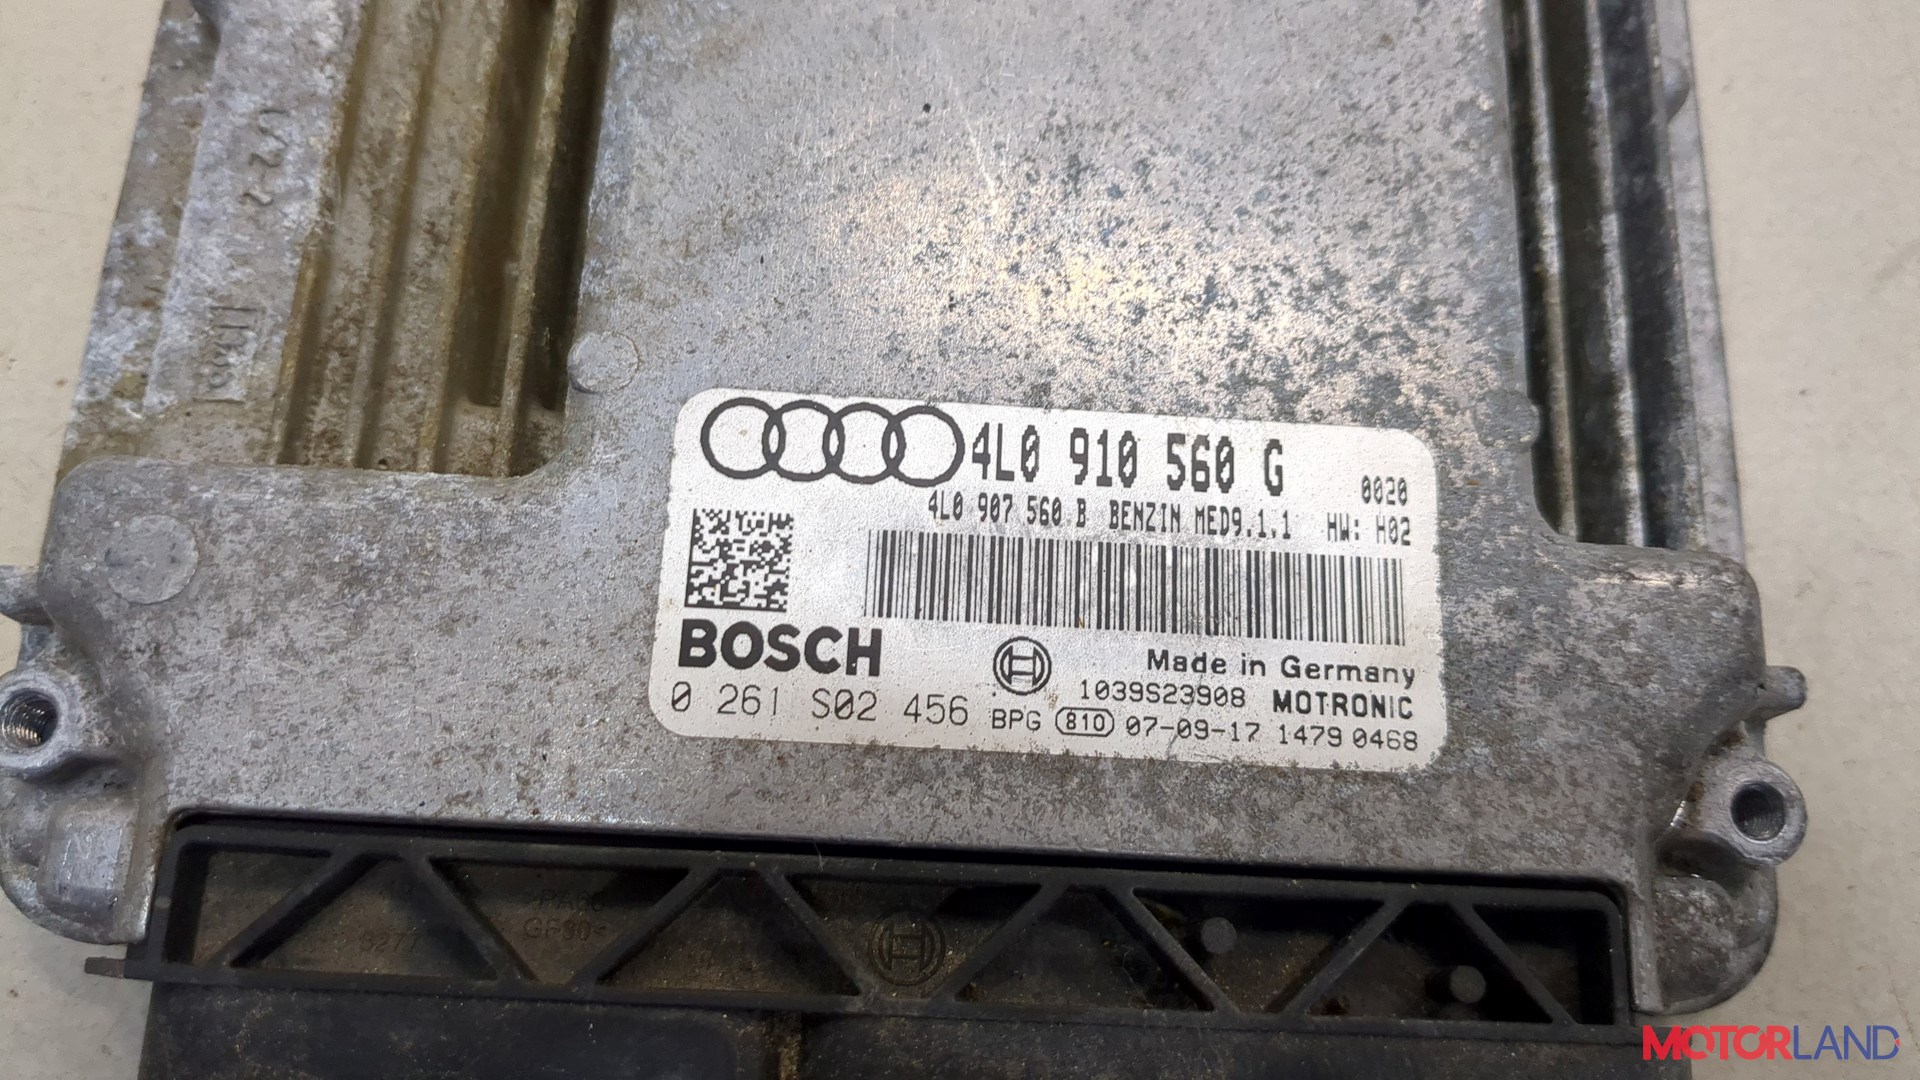 4L0 910 560 G 0020
4L0 907 560 B BENZIN MED9.1.1 HW: H02
BOSCH
Made in Germany
1039S23908 MOTRONIC
0 261 S02 456 BPG 810 07-09-17 1479 0468
MOTORLAND